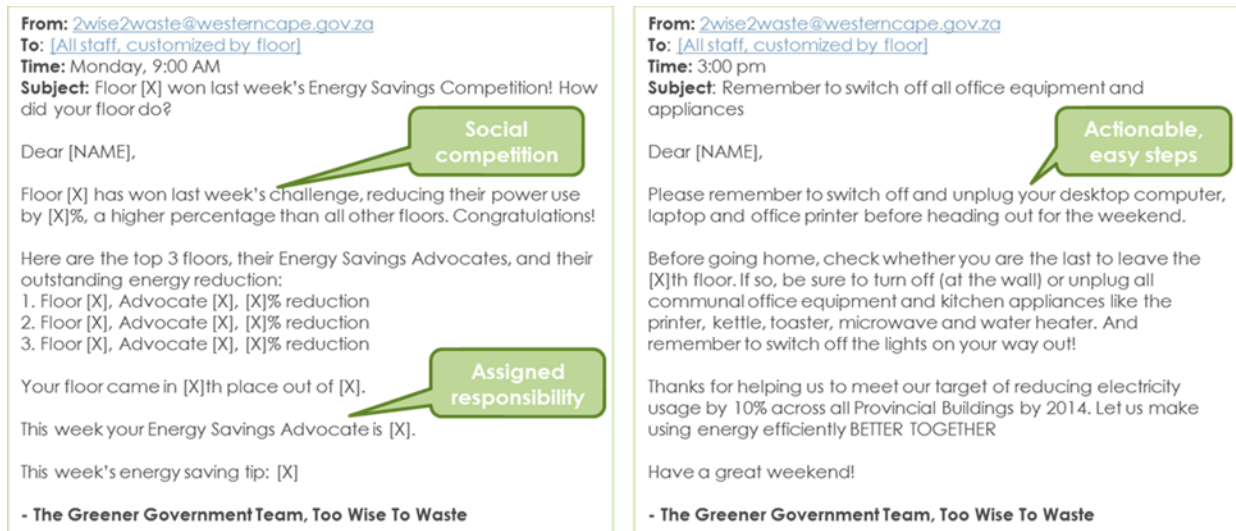 From: 2wise2waste@westerncape.gov.za
To: [All staff, customized by floor]
Time: Monday, 9:00 AM
Subject: Floor [X] won last week's Energy Savings Competition! How
did your floor do?
Social
competition
Dear [NAME],
Floor [X] has won last week's challenge, reducing their power use
by [X]%, a higher percentage than all other floors. Congratulations!
Here are the top 3 floors, their Energy Savings Advocates, and their
outstanding energy reduction:
1. Floor [X], Advocate [X], [X]% reduction
2. Floor [X], Advocate [X], [X]% reduction
3. Floor [X], Advocate [X], [X]% reduction
Your floor came in [X]th place out of [X].
Assigned
responsibility
This week your Energy Savings Advocate is [X].
This week's energy saving tip: [X]
- The Greener Government Team, Too Wise To Waste
From: 2wise2waste@westerncape.gov.za
To: [All staff, customized by floor]
Time: 3:00 pm
Subject: Remember to switch off all office equipment and
appliances
Actionable,
easy steps
Dear [NAME],
Please remember to switch off and unplug your desktop computer,
laptop and office printer before heading out for the weekend.
Before going home, check whether you are the last to leave the
[X]th floor. If so, be sure to turn off (at the wall) or unplug all
communal office equipment and kitchen appliances like the
printer, kettle, toaster, microwave and water heater. And
remember to switch off the lights on your way out!
Thanks for helping us to meet our target of reducing electricity
usage by 10% across all Provincial Buildings by 2014. Let us make
using energy efficiently BETTER TOGETHER
Have a great weekend!
- The Greener Government Team, Too Wise To Waste